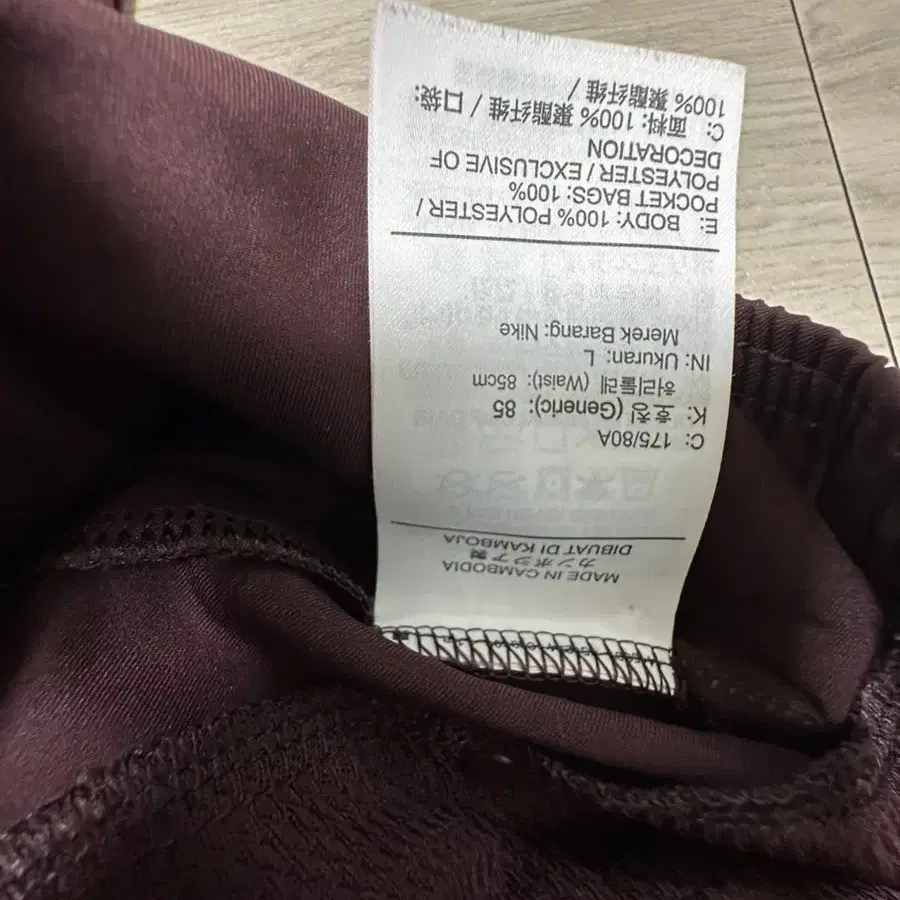 MADE IN CAMBODIA
カンボジア製
DIBUAT DI KAMBOJA
C: 175/80A
K: 호칭 (Generic): 85
허리둘레 (Waist): 85cm
IN: Ukuran: L
Merek Barang: Nike
E: BODY: 100% POLYESTER /
POCKET BAGS: 100%
POLYESTER / EXCLUSIVE OF
DECORATION
C: 面料: 100% 聚酯纤维 / 口袋:
100% 聚酯纤维 /